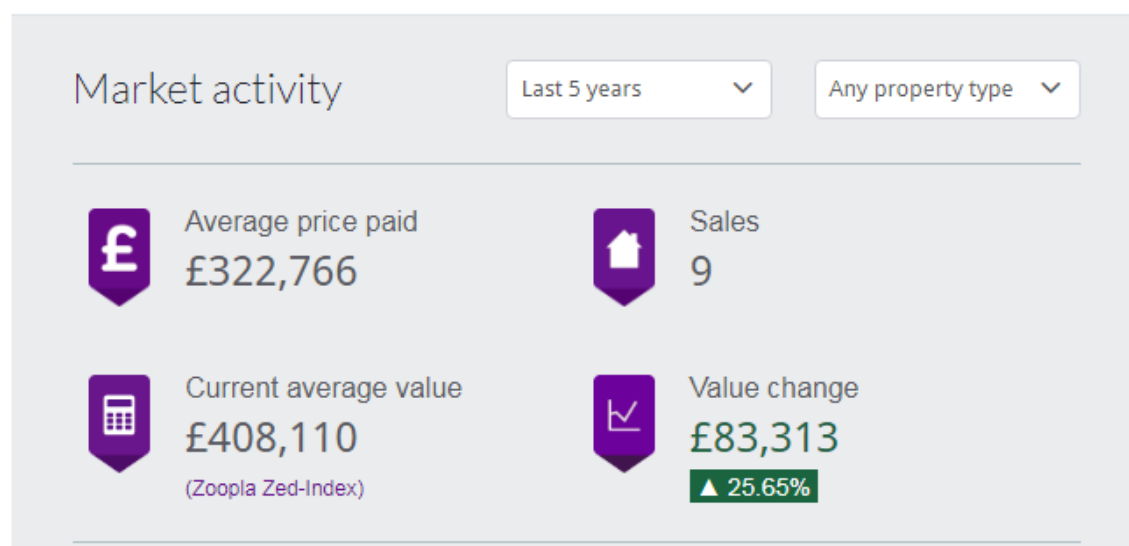 Market activity
Last 5 years
Any property type
£
Average price paid
£322,766
Sales
9
Current average value
£408,110
(Zoopla Zed-Index)
Value change
£83,313
▲ 25.65%